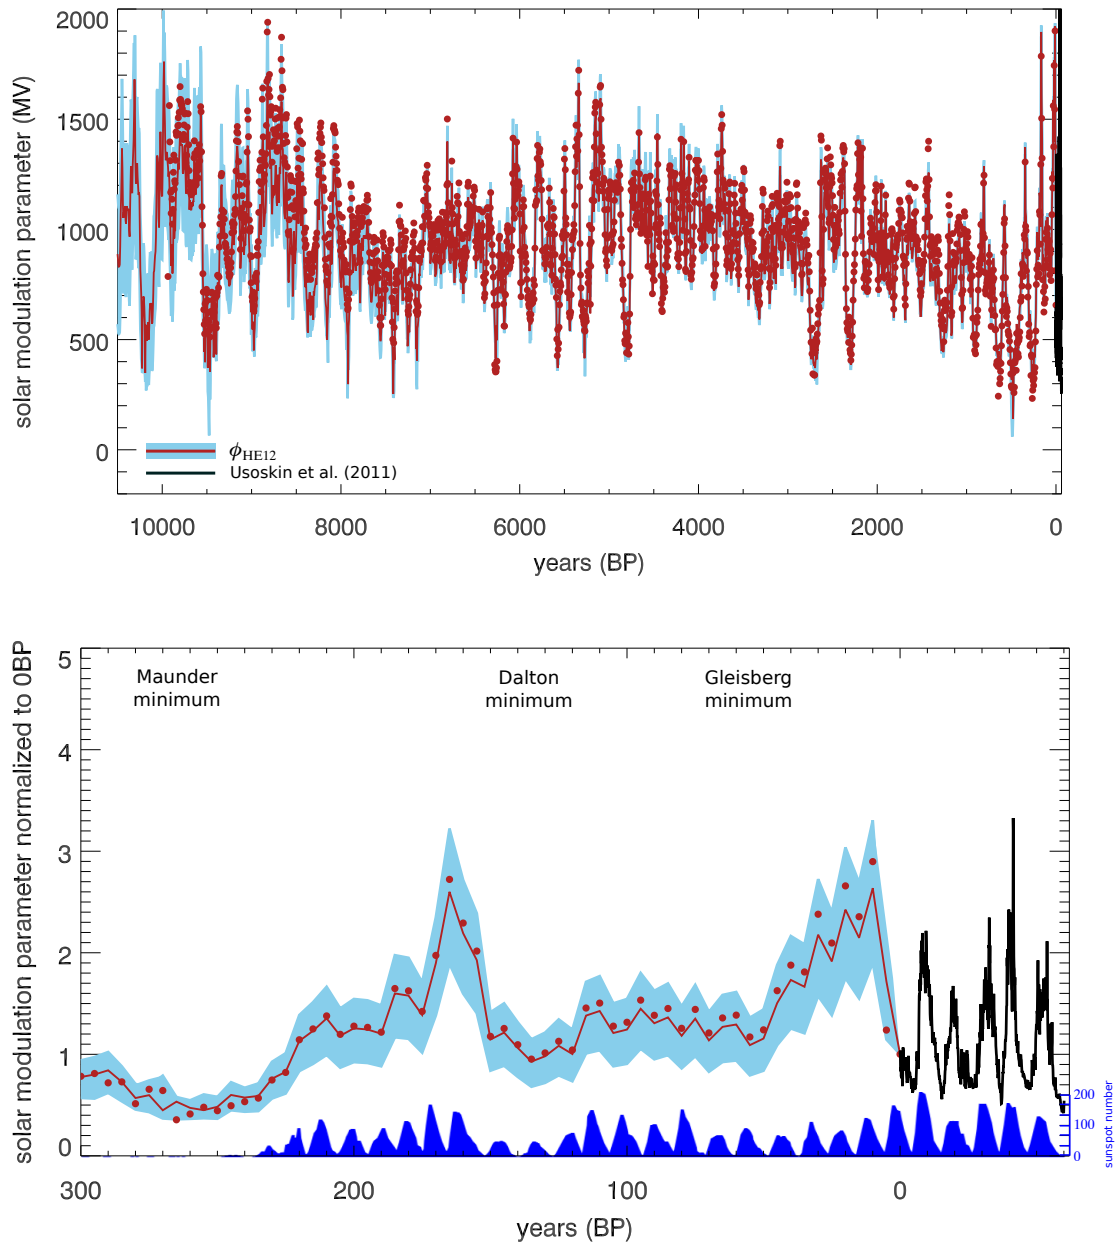 solar modulation parameter (MV)
2000
1500
1000
500
0
ϕHE12
Usoskin et al. (2011)
10000 8000 6000 4000 2000 0
years (BP)
solar modulation parameter normalized to 0BP
5
4
3
2
1
0
Maunder
minimum
Dalton
minimum
Gleisberg
minimum
200
100
0
sunspot number
300 200 100 0
years (BP)